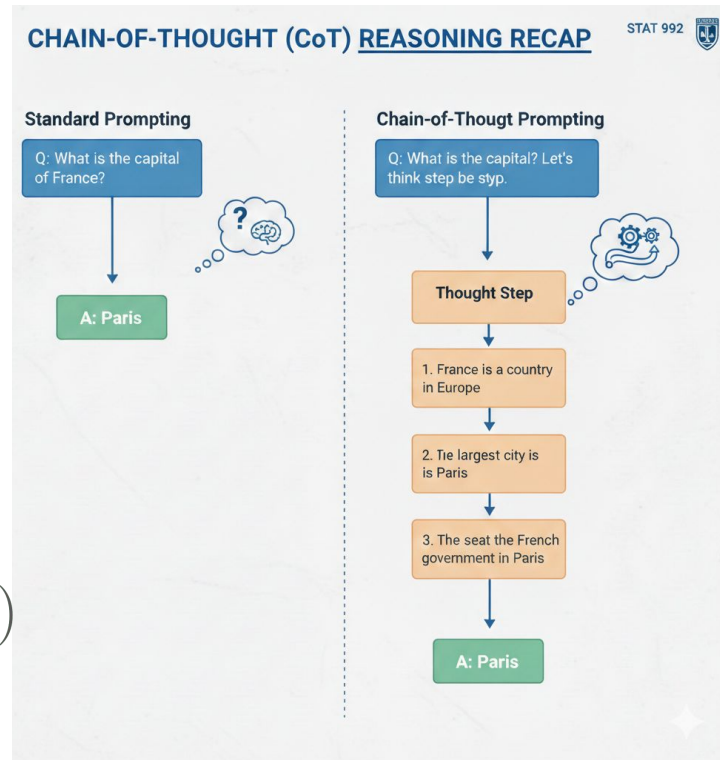 CHAIN-OF-THOUGHT (CoT) REASONING RECAP
STAT 992
Standard Prompting
Q: What is the capital
of France?
?
A: Paris
Chain-of-Thougt Prompting
Q: What is the capital? Let's
think step be styp.
Thought Step
1. France is a country
in Europe
2. Tie largest city is
is Paris
3. The seat the French
government in Paris
A: Paris
)